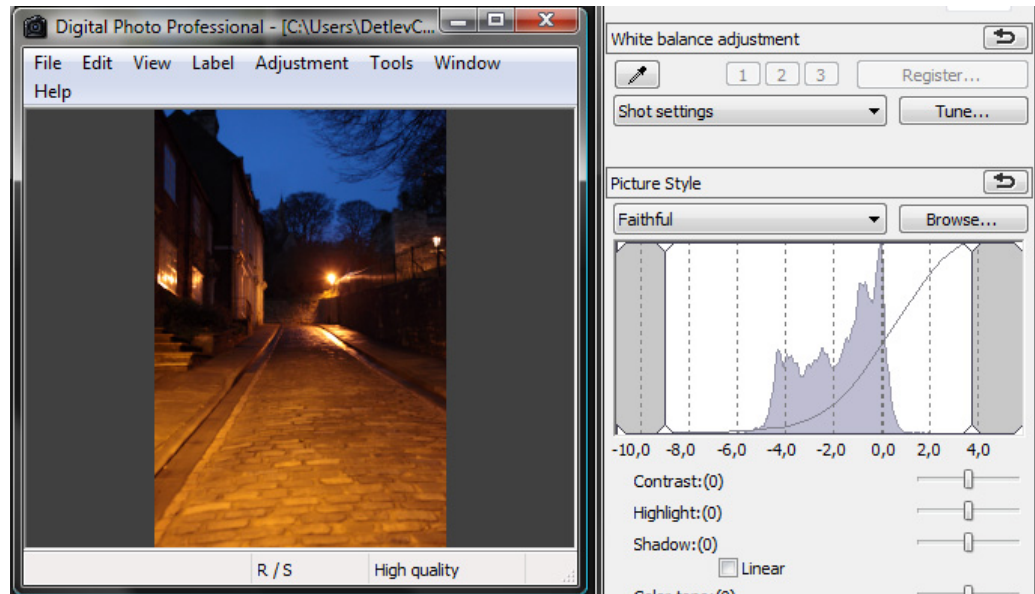 Digital Photo Professional - [C:\Users\DetlevC...
File Edit View Label Adjustment Tools Window
Help
R / S High quality
White balance adjustment
1 2 3 Register...
Shot settings Tune...
Picture Style
Faithful Browse...
-10,0 -8,0 -6,0 -4,0 -2,0 0,0 2,0 4,0
Contrast:(0)
Highlight:(0)
Shadow:(0)
Linear